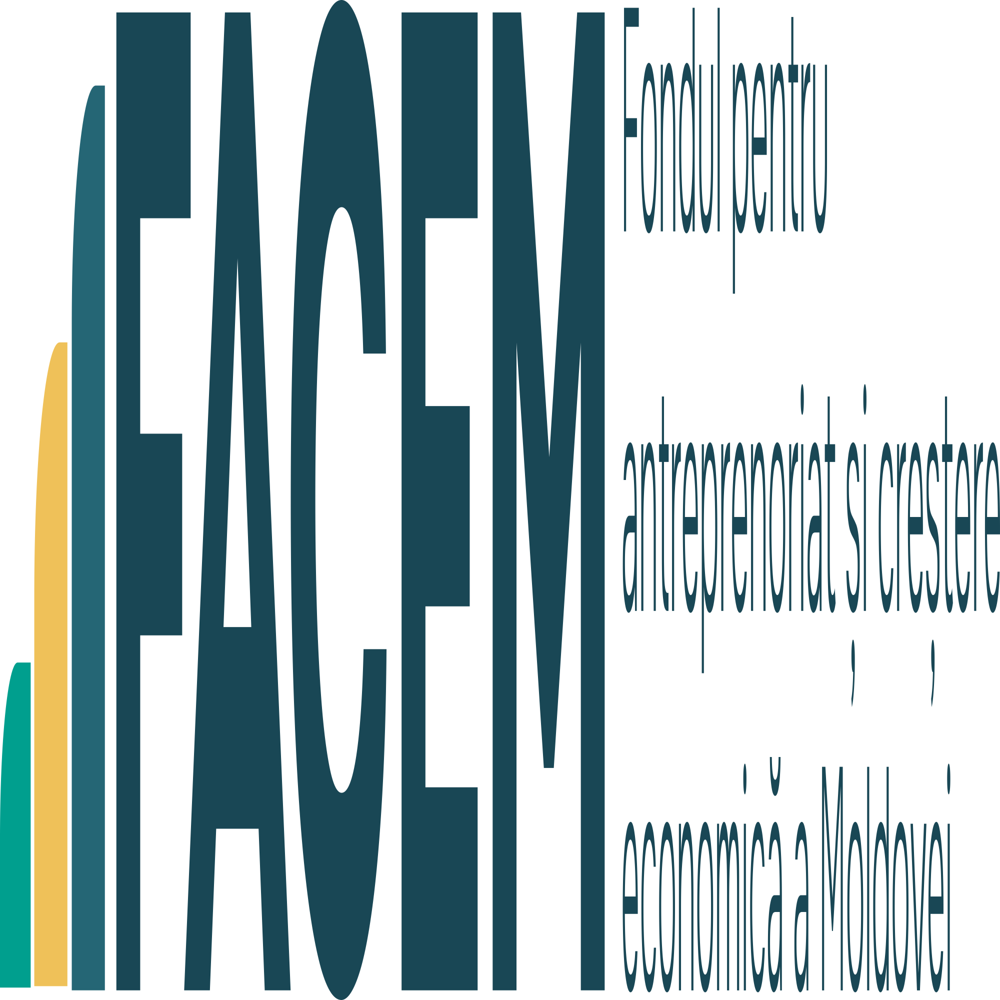 FACEM
Fondul pentru
antreprenoriat și creștere
economică a Moldovei